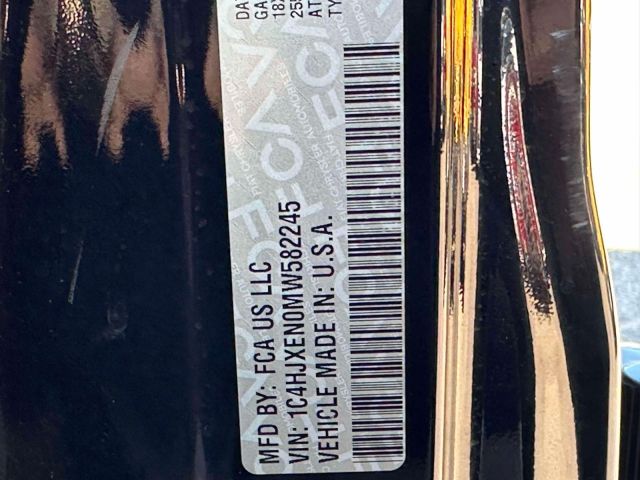 MFD BY: FCA US LLC
VIN: 1C4HJXEN0MW582245
VEHICLE MADE IN: U.S.A.